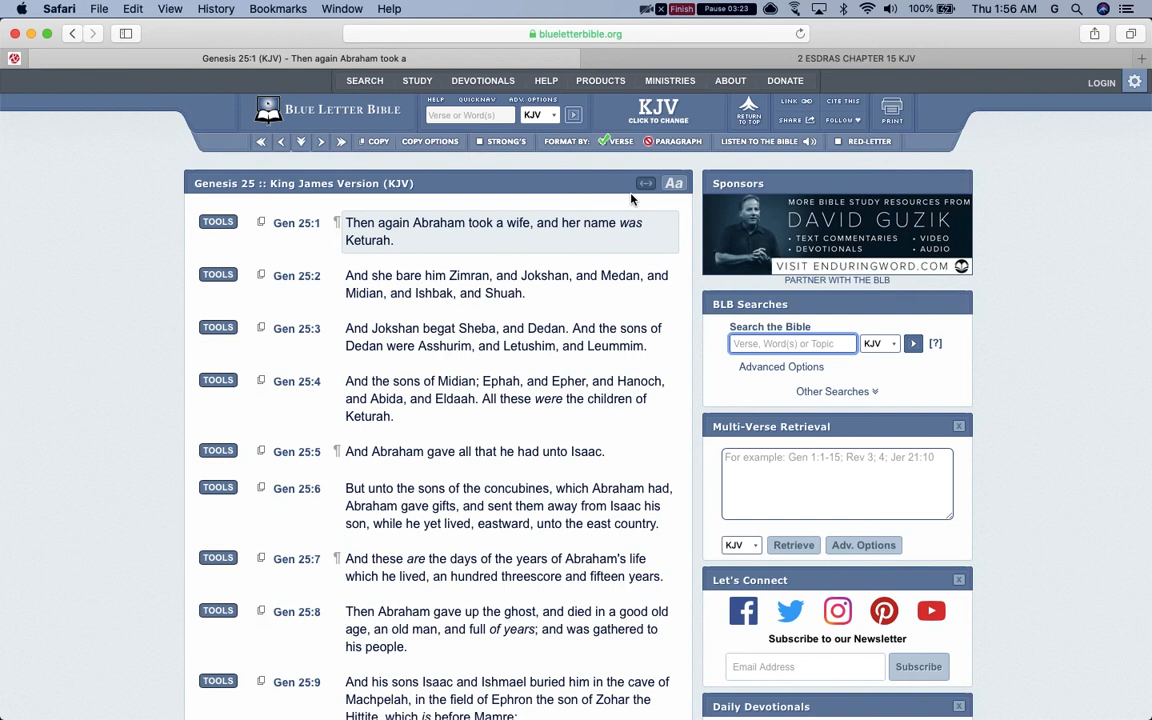 Safari File Edit View History Bookmarks Window Help Finish Pause 03:23 100% Thu 1:56 AM G
blueletterbible.org
Genesis 25:1 (KJV) - Then again Abraham took a
2 ESDRAS CHAPTER 15 KJV
SEARCH STUDY DEVOTIONALS HELP PRODUCTS MINISTRIES ABOUT DONATE LOGIN
BLUE LETTER BIBLE
HELP QUICKNAV ADV. OPTIONS
Verse or Word(s) KJV
KJV
CLICK TO CHANGE
RETURN
TO TOP
LINK CITE THIS
SHARE FOLLOW
PRINT
COPY COPY OPTIONS STRONG'S FORMAT BY: VERSE PARAGRAPH LISTEN TO THE BIBLE RED-LETTER
Genesis 25 :: King James Version (KJV) Aa
TOOLS Gen 25:1 ¶ Then again Abraham took a wife, and her name was
Keturah.
TOOLS Gen 25:2 And she bare him Zimran, and Jokshan, and Medan, and
Midian, and Ishbak, and Shuah.
TOOLS Gen 25:3 And Jokshan begat Sheba, and Dedan. And the sons of
Dedan were Asshurim, and Letushim, and Leummim.
TOOLS Gen 25:4 And the sons of Midian; Ephah, and Epher, and Hanoch,
and Abida, and Eldaah. All these were the children of
Keturah.
TOOLS Gen 25:5 ¶ And Abraham gave all that he had unto Isaac.
TOOLS Gen 25:6 But unto the sons of the concubines, which Abraham had,
Abraham gave gifts, and sent them away from Isaac his
son, while he yet lived, eastward, unto the east country.
TOOLS Gen 25:7 ¶ And these are the days of the years of Abraham's life
which he lived, an hundred threescore and fifteen years.
TOOLS Gen 25:8 Then Abraham gave up the ghost, and died in a good old
age, an old man, and full of years; and was gathered to
his people.
TOOLS Gen 25:9 And his sons Isaac and Ishmael buried him in the cave of
Machpelah, in the field of Ephron the son of Zohar the
Hittite, which is before Mamre;
Sponsors
MORE BIBLE STUDY RESOURCES FROM
DAVID GUZIK
• TEXT COMMENTARIES • VIDEO
• DEVOTIONALS • AUDIO
VISIT ENDURINGWORD.COM
PARTNER WITH THE BLB
BLB Searches
Search the Bible
Verse, Word(s) or Topic KJV [?]
Advanced Options
Other Searches
Multi-Verse Retrieval X
For example: Gen 1:1-15; Rev 3; 4; Jer 21:10
KJV Retrieve Adv. Options
Let's Connect X
Subscribe to our Newsletter
Email Address Subscribe
Daily Devotionals X